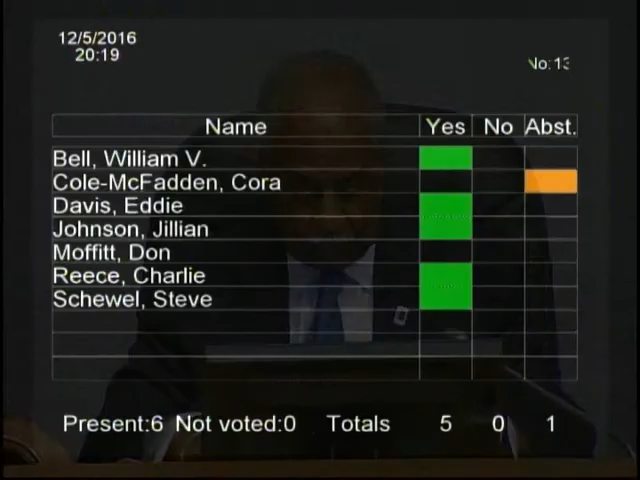 12/5/2016
20:19
No:13
Name Yes No Abst.
Bell, William V.
Cole-McFadden, Cora
Davis, Eddie
Johnson, Jillian
Moffitt, Don
Reece, Charlie
Schewel, Steve
Present:6 Not voted:0 Totals 5 0 1